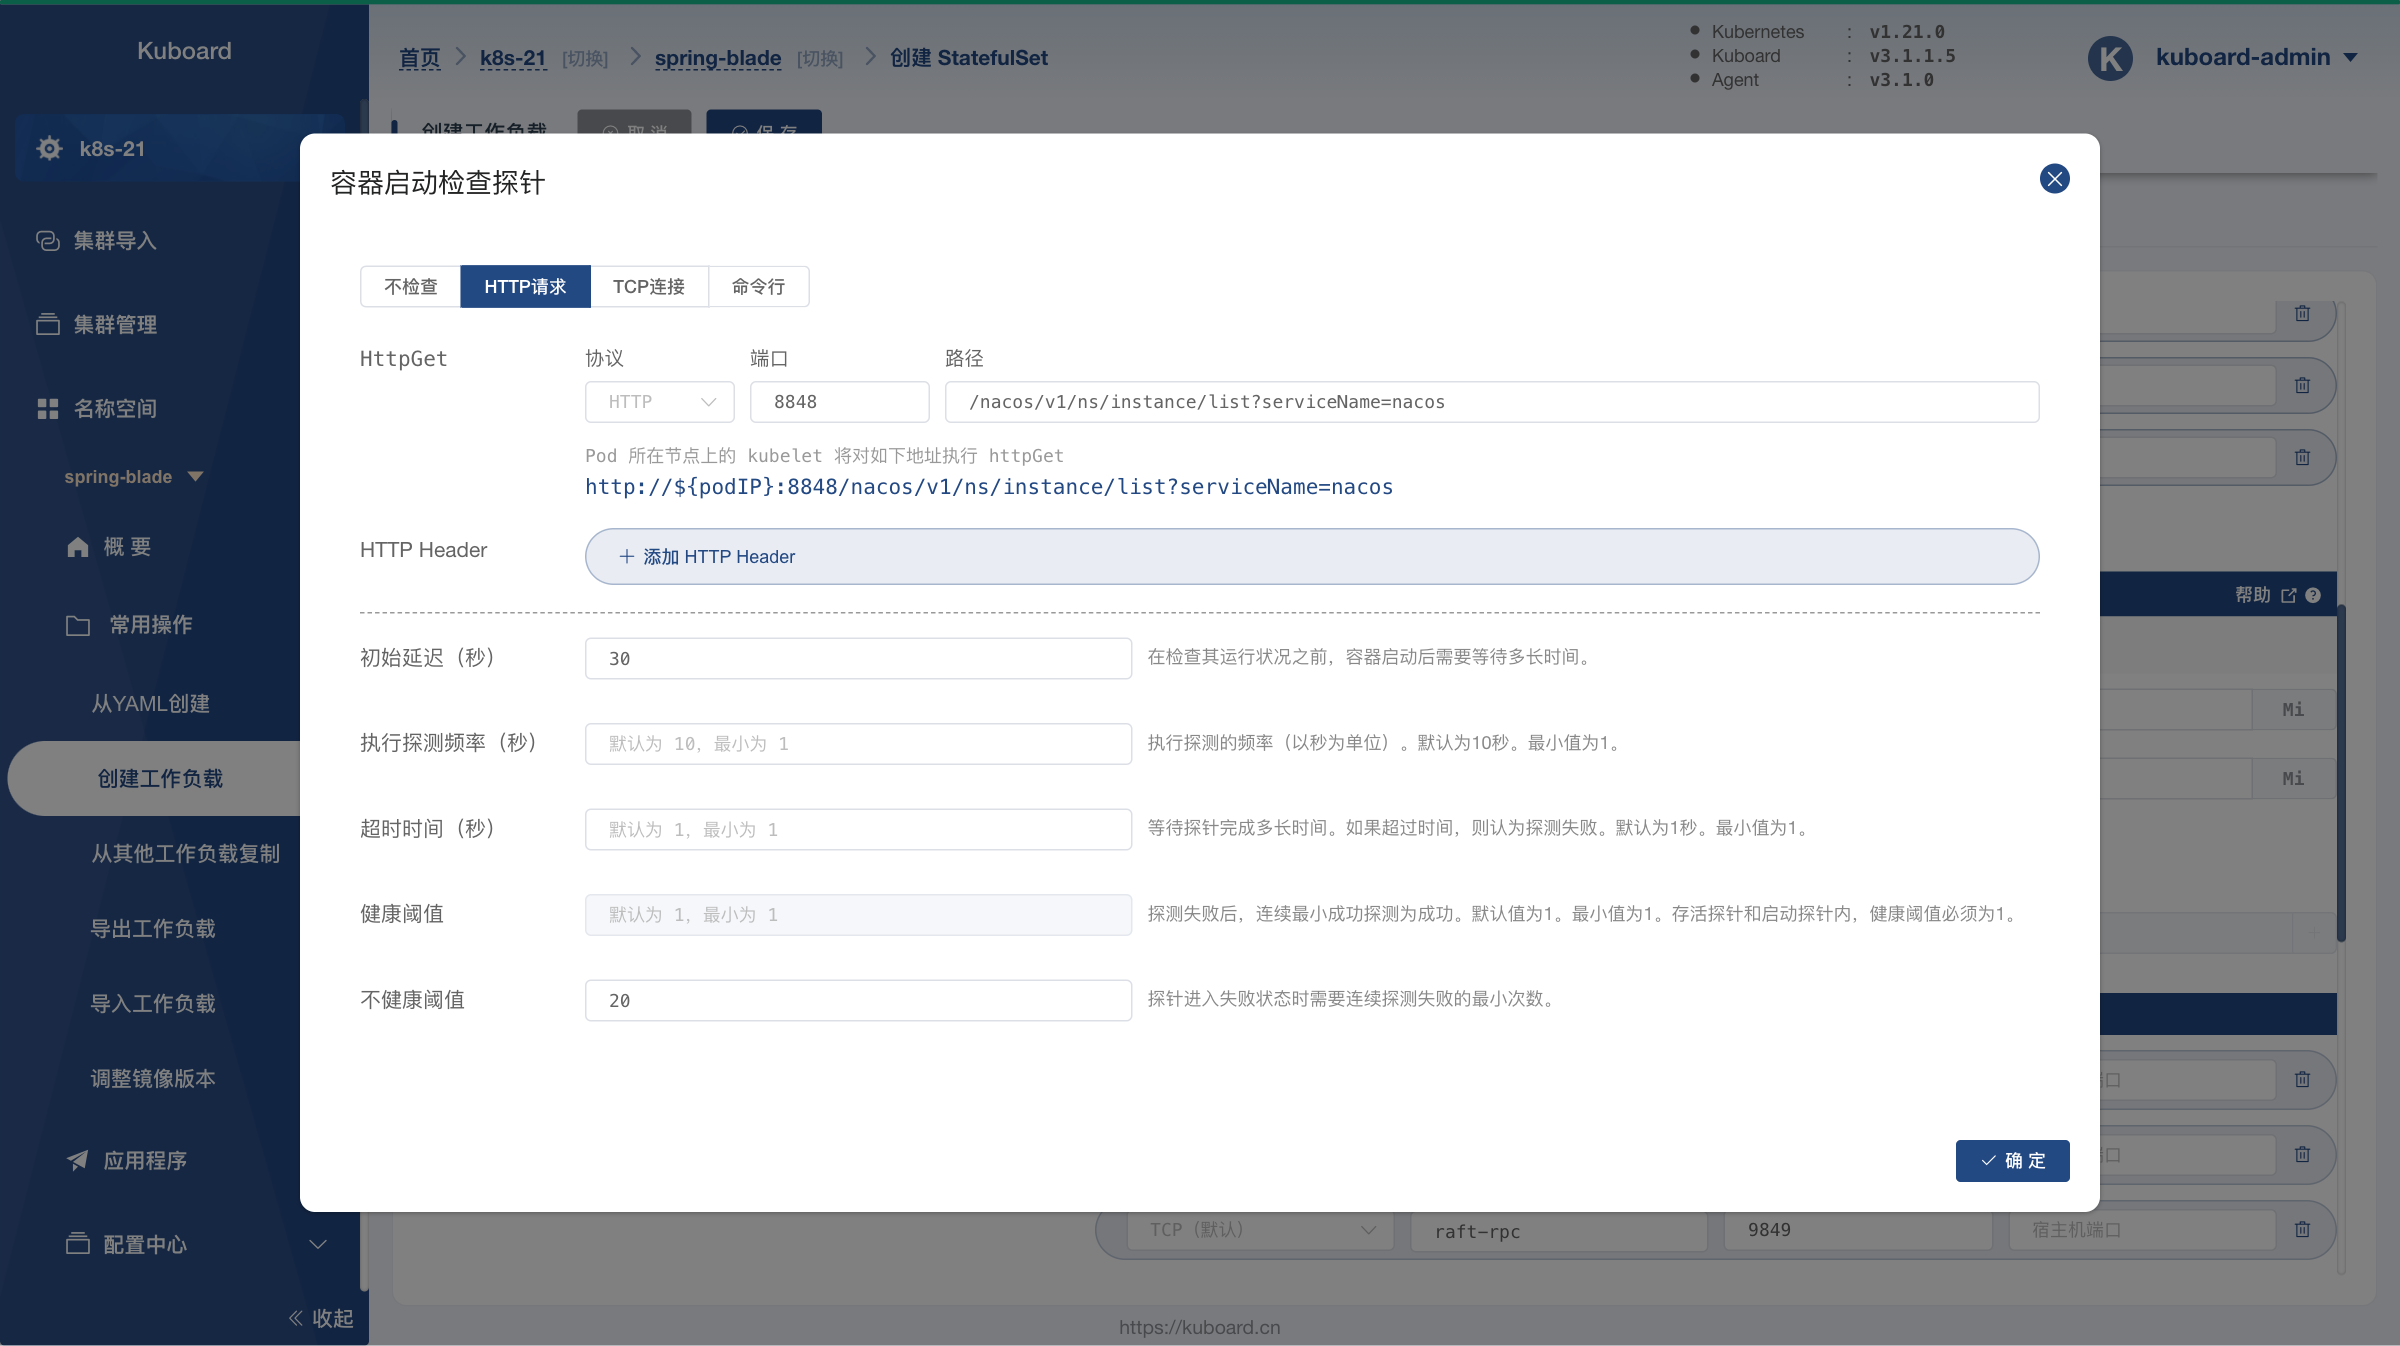 Kuboard
首页 > k8s-21 [切换] > spring-blade [切换] > 创建 StatefulSet
Kubernetes : v1.21.0
Kuboard : v3.1.1.5
Agent : v3.1.0
K
kuboard-admin
创建工作负载
取 消
保 存
k8s-21
集群导入
集群管理
名称空间
spring-blade
概 要
常用操作
从YAML创建
创建工作负载
从其他工作负载复制
导出工作负载
导入工作负载
调整镜像版本
应用程序
配置中心
收起
容器启动检查探针
不检查
HTTP请求
TCP连接
命令行
HttpGet
协议
端口
路径
HTTP
8848
/nacos/v1/ns/instance/list?serviceName=nacos
Pod 所在节点上的 kubelet 将对如下地址执行 httpGet
http://${podIP}:8848/nacos/v1/ns/instance/list?serviceName=nacos
HTTP Header
+ 添加 HTTP Header
初始延迟（秒）
30
在检查其运行状况之前，容器启动后需要等待多长时间。
执行探测频率（秒）
默认为 10，最小为 1
执行探测的频率（以秒为单位）。默认为10秒。最小值为1。
超时时间（秒）
默认为 1，最小为 1
等待探针完成多长时间。如果超过时间，则认为探测失败。默认为1秒。最小值为1。
健康阈值
默认为 1，最小为 1
探测失败后，连续最小成功探测为成功。默认值为1。最小值为1。存活探针和启动探针内，健康阈值必须为1。
不健康阈值
20
探针进入失败状态时需要连续探测失败的最小次数。
确 定
帮助
Mi
Mi
口
口
TCP（默认）
raft-rpc
9849
宿主机端口
https://kuboard.cn